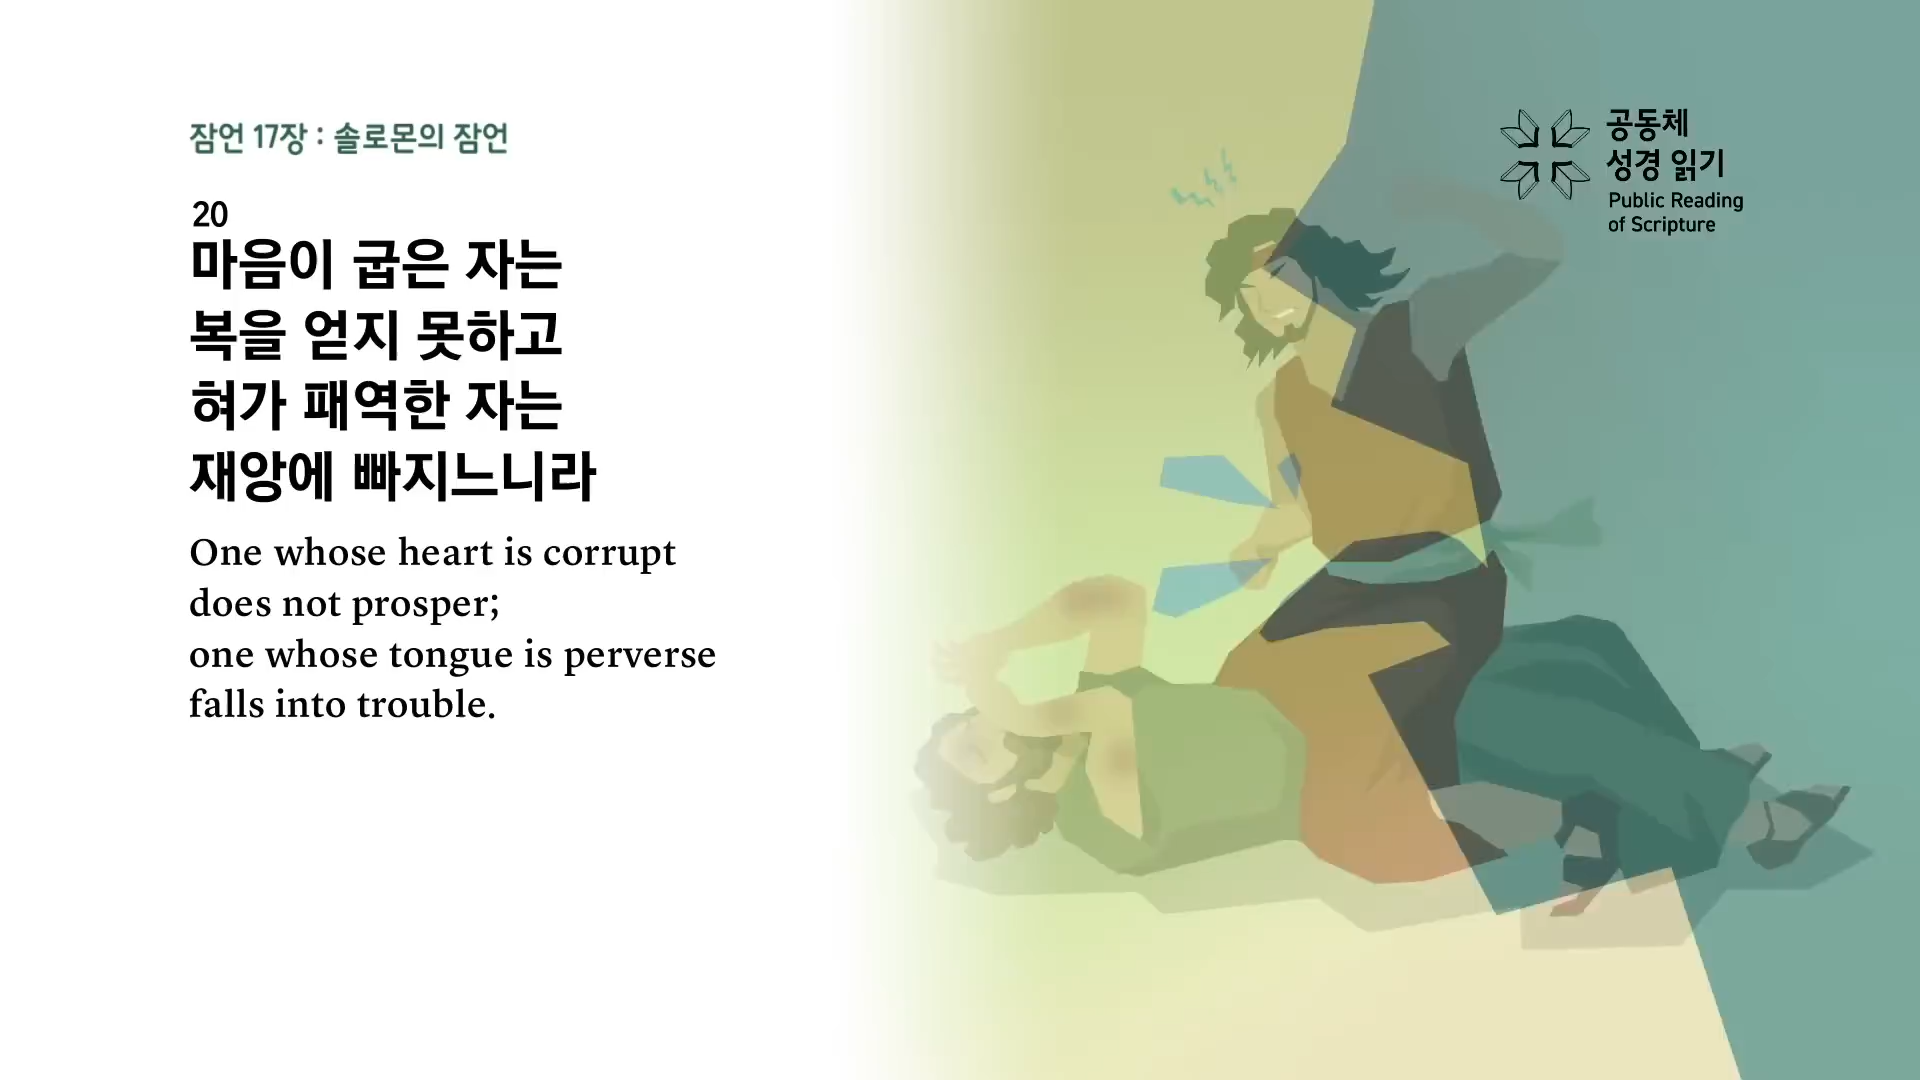 잠언 17장 : 솔로몬의 잠언
20
마음이 굽은 자는
복을 얻지 못하고
혀가 패역한 자는
재앙에 빠지느니라
One whose heart is corrupt
does not prosper;
one whose tongue is perverse
falls into trouble.
공동체
성경 읽기
Public Reading
of Scripture